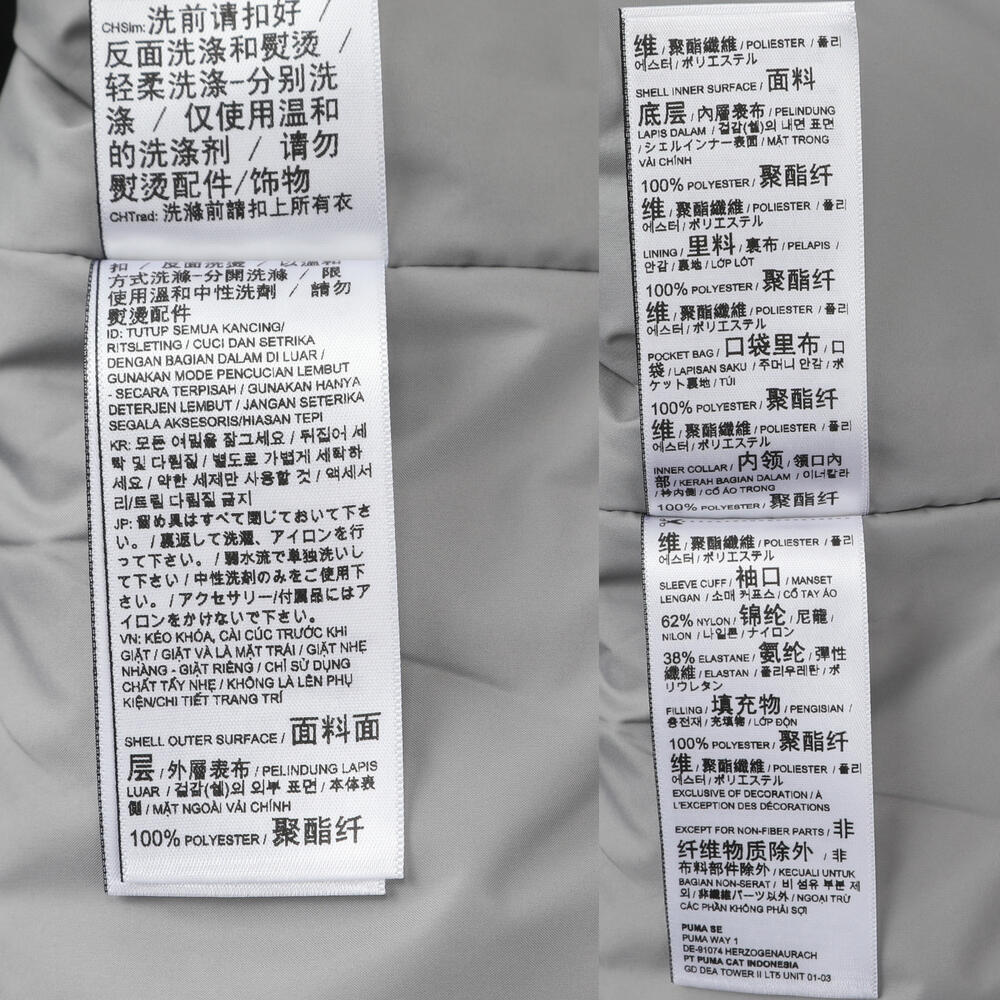 CHSim: 洗前请扣好 /
反面洗涤和熨烫 /
轻柔洗涤-分别洗
涤 / 仅使用温和
的洗涤剂 / 请勿
熨烫配件/饰物
CHTrad: 洗滌前請扣上所有衣
方式洗滌-分開洗滌 / 限
使用溫和中性洗劑 / 請勿
熨燙配件
ID: TUTUP SEMUA KANCING/
RITSLETING / CUCI DAN SETRIKA
DENGAN BAGIAN DALAM DI LUAR /
GUNAKAN MODE PENCUCIAN LEMBUT
- SECARA TERPISAH / GUNAKAN HANYA
DETERJEN LEMBUT / JANGAN SETERIKA
SEGALA AKSESORIS/HIASAN TEPI
KR: 모든 여밈을 잠그세요 / 뒤집어 세
탁 및 다림질 / 별도로 가볍게 세탁하
세요 / 약한 세제만 사용할 것 / 액세서
리/트림 다림질 금지
JP: 留め具はすべて閉じておいて下さ
い。 / 裏返して洗濯、アイロンを行
って下さい。 / 弱水流で単独洗いし
て下さい / 中性洗剤のみをご使用下
さい。 / アクセサリー/付属品にはア
イロンをかけないで下さい。
VN: KÉO KHÓA, CÀI CÚC TRƯỚC KHI
GIẶT / GIẶT VÀ LÀ MẶT TRÁI / GIẶT NHẸ
NHÀNG - GIẶT RIÊNG / CHỈ SỬ DỤNG
CHẤT TẨY NHẸ / KHÔNG LÀ LÊN PHỤ
KIỆN/CHI TIẾT TRANG TRÍ
SHELL OUTER SURFACE / 面料面
层 / 外層表布 / PELINDUNG LAPIS
LUAR / 겉감(쉘)의 외부 표면 / 本体表
側 / MẶT NGOÀI VẢI CHÍNH
100% POLYESTER / 聚酯纤
维 / 聚酯纖維 / POLIESTER / 폴리
에스터 / ポリエステル
SHELL INNER SURFACE / 面料
底层 / 內層表布 / PELINDUNG
LAPIS DALAM / 겉감(쉘)의 내면 표면
/ シェルインナー表面 / MẶT TRONG
VẢI CHÍNH
100% POLYESTER / 聚酯纤
维 / 聚酯纖維 / POLIESTER / 폴리
에스터 / ポリエステル
LINING / 里料 / 裏布 / PELAPIS /
안감 / 裏地 / LỚP LÓT
100% POLYESTER / 聚酯纤
维 / 聚酯纖維 / POLIESTER / 폴리
에스터 / ポリエステル
POCKET BAG / 口袋里布 / 口
袋 / LAPISAN SAKU / 주머니 안감 / ポ
ケット裏地 / TÚI
100% POLYESTER / 聚酯纤
维 / 聚酯纖維 / POLIESTER / 폴리
에스터 / ポリエステル
INNER COLLAR / 内领 / 領口內
部 / KERAH BAGIAN DALAM / 이너칼라
/ 衿内側 / CỔ ÁO TRONG
100% POLYESTER / 聚酯纤
维 / 聚酯纖維 / POLIESTER / 폴리
에스터 / ポリエステル
SLEEVE CUFF / 袖口 / MANSET
LENGAN / 소매 커프스 / CỔ TAY ÁO
62% NYLON / 锦纶 / 尼龍 /
NILON / 나일론 / ナイロン
38% ELASTANE / 氨纶 / 彈性
纖維 / ELASTAN / 폴리우레탄 / ポ
リウレタン
FILLING / 填充物 / PENGISIAN /
충전재 / 充填物 / LỚP ĐỘN
100% POLYESTER / 聚酯纤
维 / 聚酯纖維 / POLIESTER / 폴리
에스터 / ポリエステル
EXCLUSIVE OF DECORATION / À
L'EXCEPTION DES DÉCORATIONS
EXCEPT FOR NON-FIBER PARTS / 非
纤维物质除外 / 非
布料部件除外 / KECUALI UNTUK
BAGIAN NON-SERAT / 비 섬유 부분 제
외 / 非繊維パーツ以外 / NGOẠI TRỪ
CÁC PHẦN KHÔNG PHẢI SỢI
PUMA SE
PUMA WAY 1
DE-91074 HERZOGENAURACH
PT PUMA CAT INDONESIA
GD DEA TOWER II LT5 UNIT 01-03